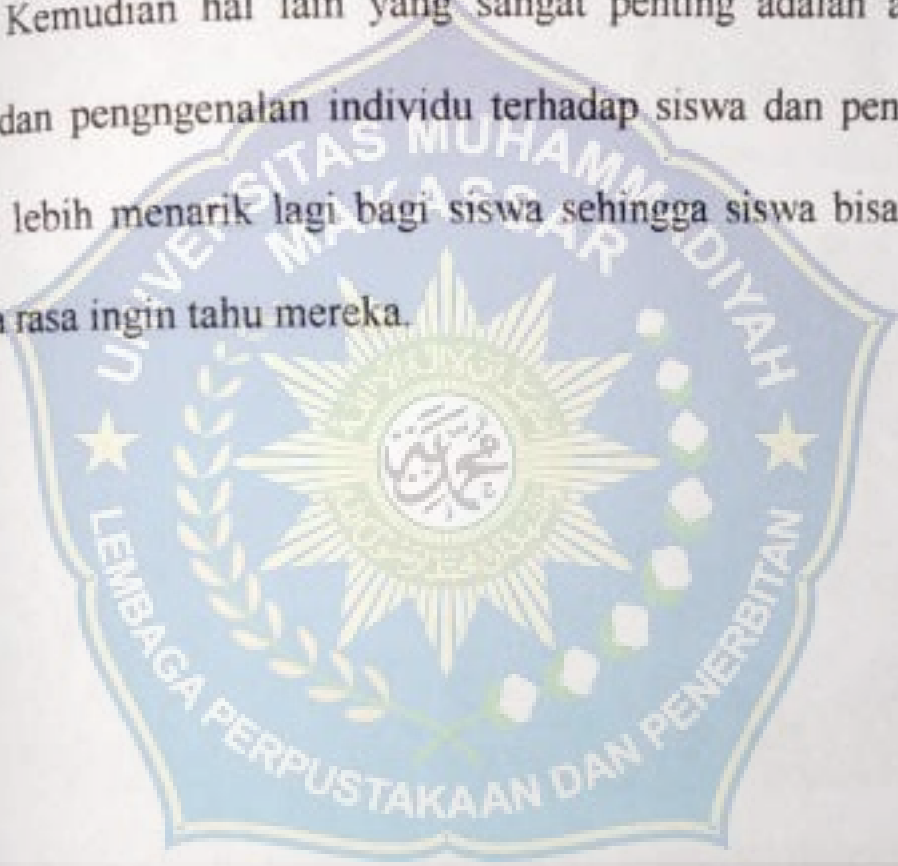 Kemudian hal lain yang sangat penting adalah
dan pengngenalan individu terhadap siswa dan pen
lebih menarik lagi bagi siswa sehingga siswa bisa
rasa ingin tahu mereka.
UNIVERSITAS MUHAMMADIYAH
MAKASSAR
LEMBAGA PERPUSTAKAAN DAN PENERBITAN